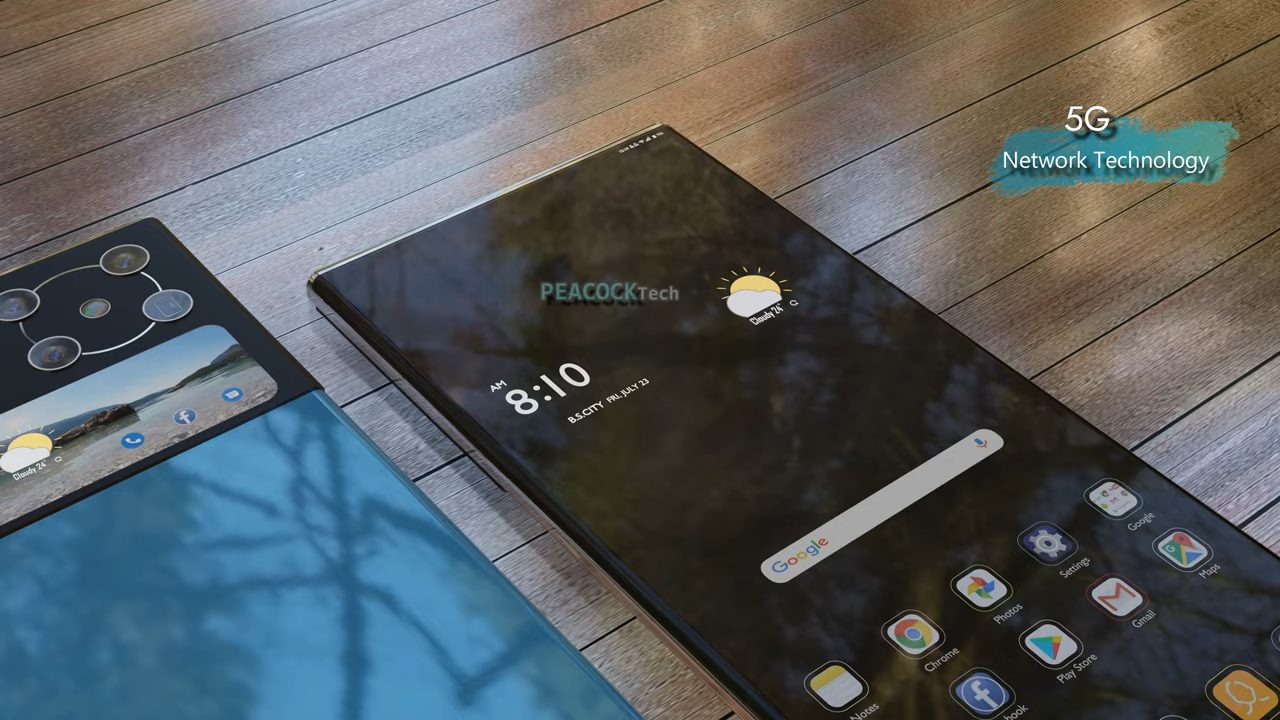 5G
Network Technology
PEACOCKTech
Cloudy 24° C
AM
8:10
B.S.CITY FRI, JULY 23
Google
Google
Settings
Maps
Photos
Gmail
Chrome
Play Store
Notes
book
Cloudy 24° C